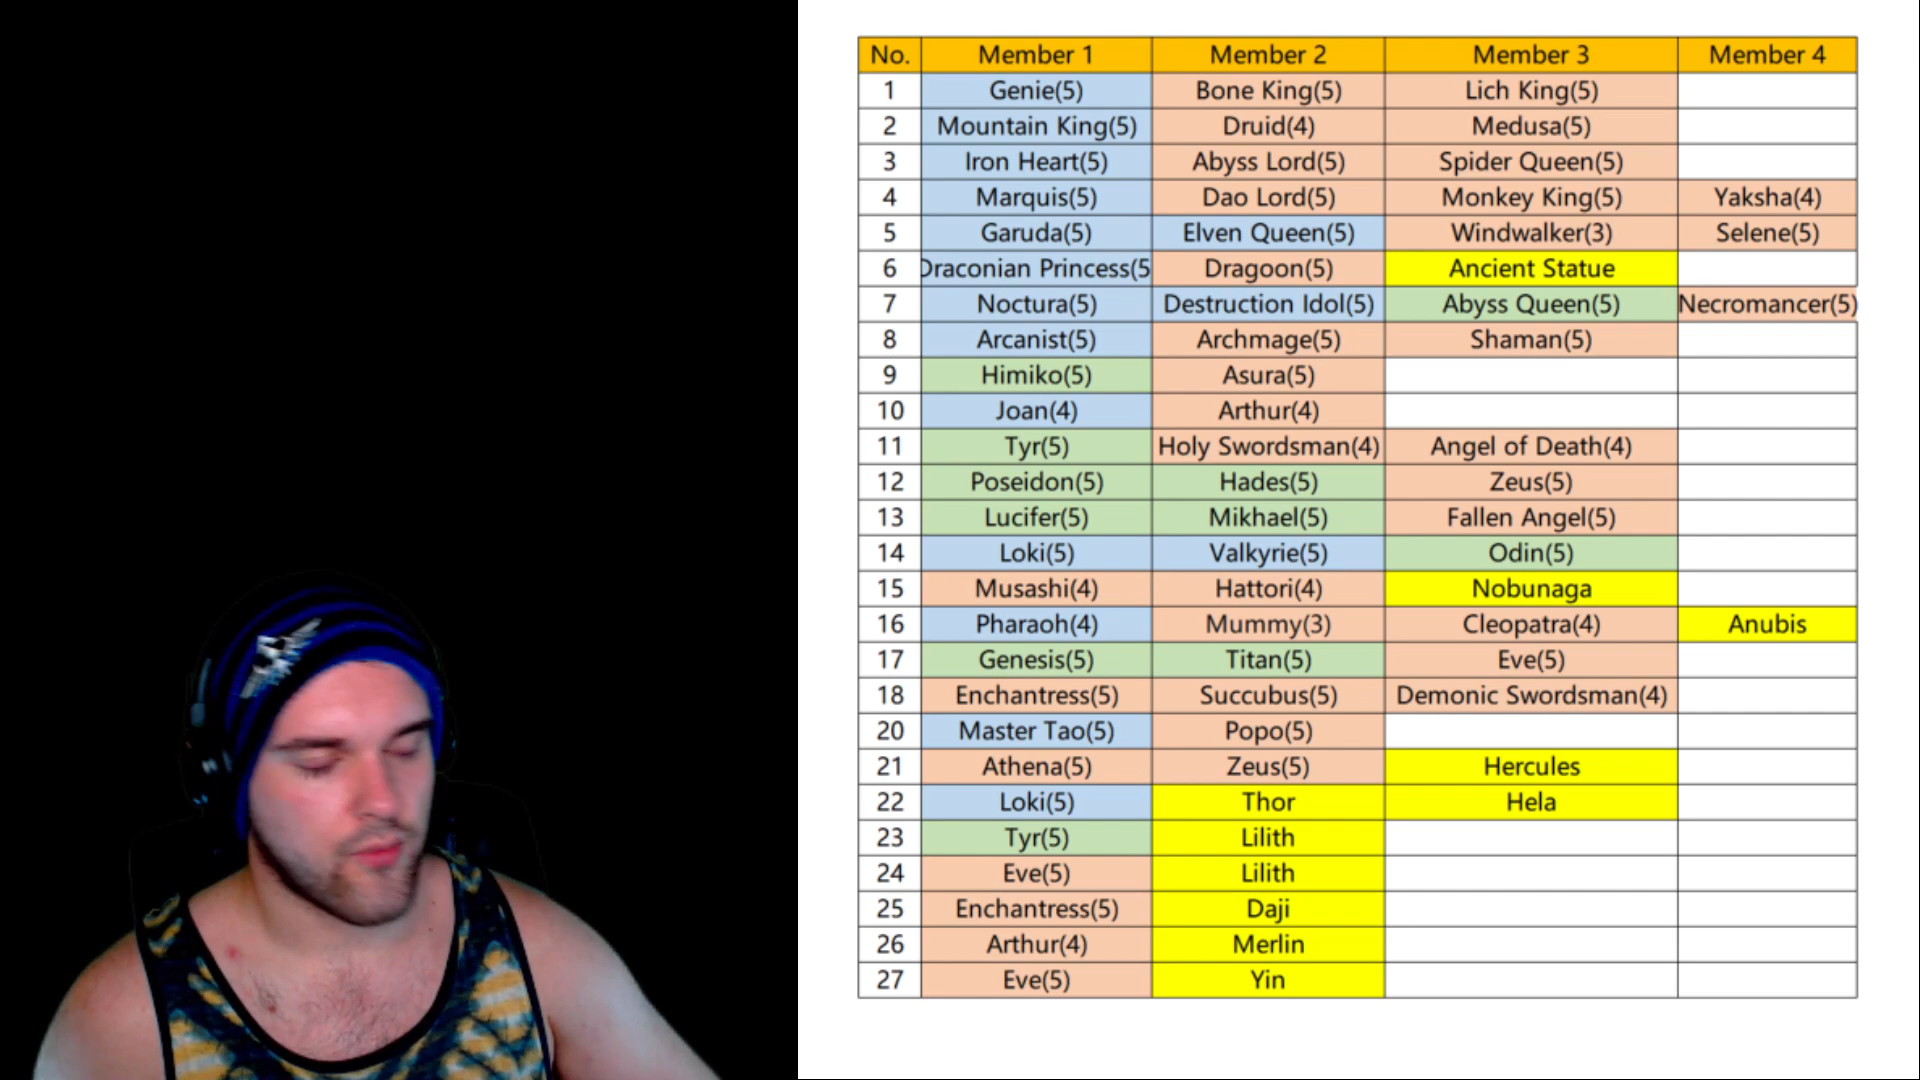 No. Member 1 Member 2 Member 3 Member 4
1 Genie(5) Bone King(5) Lich King(5)
2 Mountain King(5) Druid(4) Medusa(5)
3 Iron Heart(5) Abyss Lord(5) Spider Queen(5)
4 Marquis(5) Dao Lord(5) Monkey King(5) Yaksha(4)
5 Garuda(5) Elven Queen(5) Windwalker(3) Selene(5)
6 Draconian Princess(5 Dragoon(5) Ancient Statue
7 Noctura(5) Destruction Idol(5) Abyss Queen(5) Necromancer(5)
8 Arcanist(5) Archmage(5) Shaman(5)
9 Himiko(5) Asura(5)
10 Joan(4) Arthur(4)
11 Tyr(5) Holy Swordsman(4) Angel of Death(4)
12 Poseidon(5) Hades(5) Zeus(5)
13 Lucifer(5) Mikhael(5) Fallen Angel(5)
14 Loki(5) Valkyrie(5) Odin(5)
15 Musashi(4) Hattori(4) Nobunaga
16 Pharaoh(4) Mummy(3) Cleopatra(4) Anubis
17 Genesis(5) Titan(5) Eve(5)
18 Enchantress(5) Succubus(5) Demonic Swordsman(4)
20 Master Tao(5) Popo(5)
21 Athena(5) Zeus(5) Hercules
22 Loki(5) Thor Hela
23 Tyr(5) Lilith
24 Eve(5) Lilith
25 Enchantress(5) Daji
26 Arthur(4) Merlin
27 Eve(5) Yin